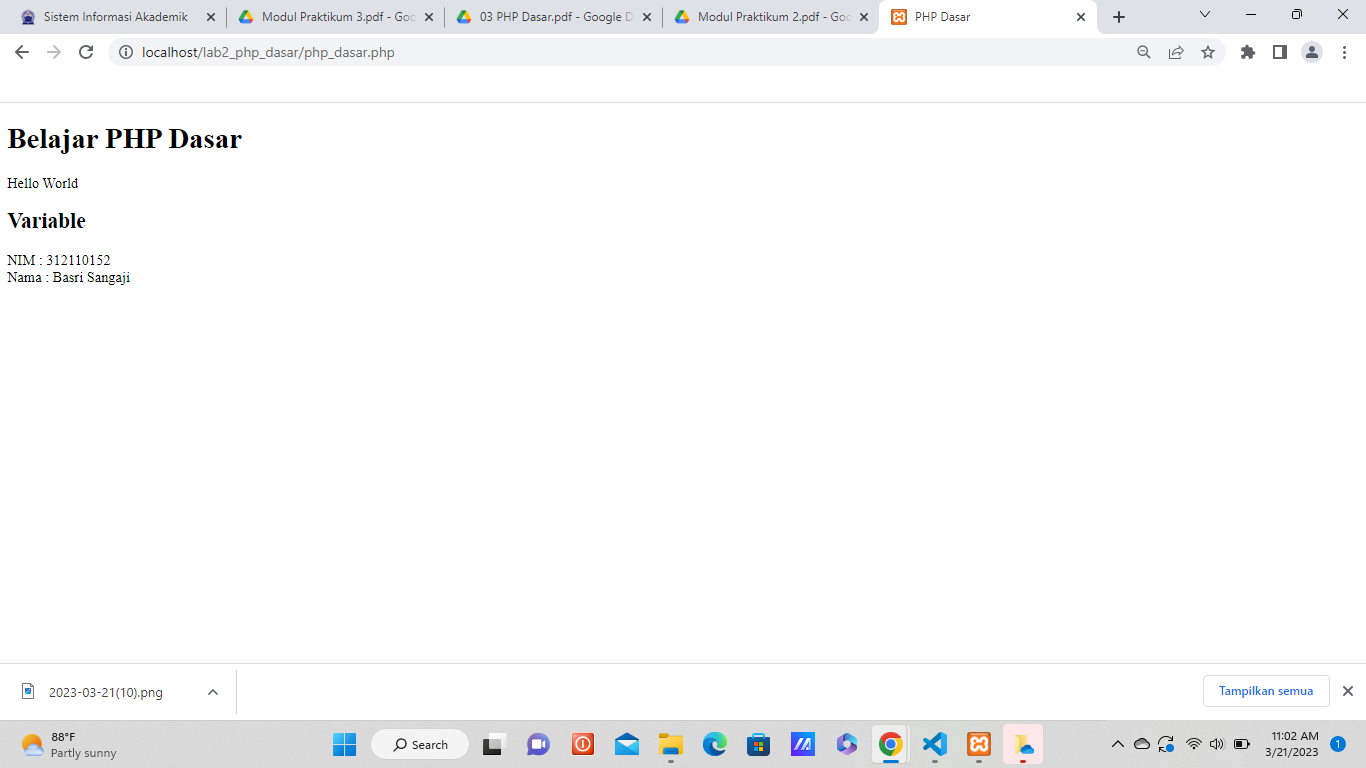 Sistem Informasi Akademik
Modul Praktikum 3.pdf - Goo
03 PHP Dasar.pdf - Google D
Modul Praktikum 2.pdf - Goo
PHP Dasar
localhost/lab2_php_dasar/php_dasar.php
Belajar PHP Dasar
Hello World
Variable
NIM : 312110152
Nama : Basri Sangaji
2023-03-21(10).png
Tampilkan semua
88°F
Partly sunny
Search
11:02 AM
3/21/2023
1